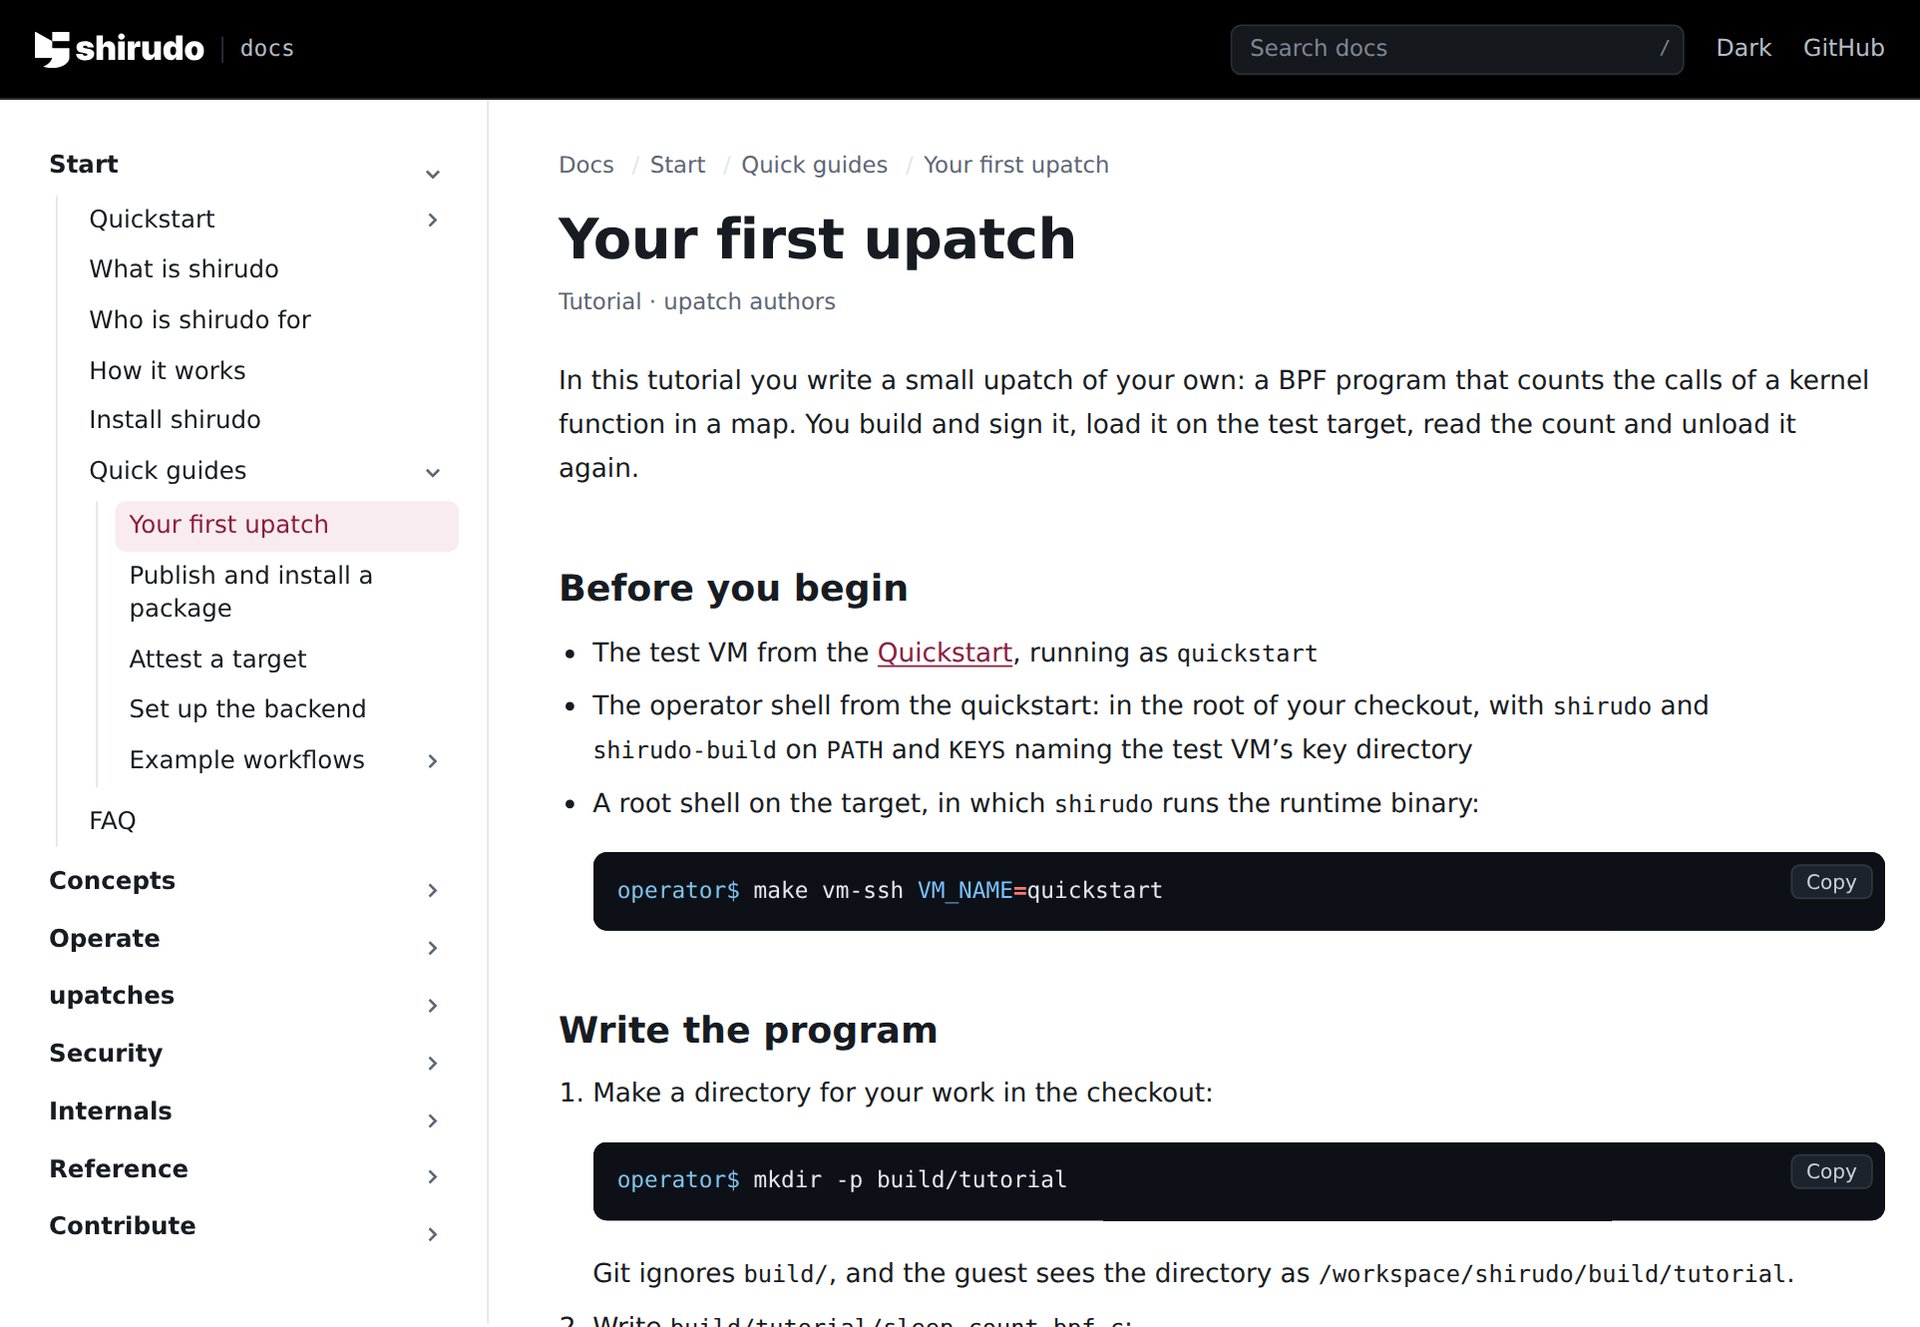 shirudo docs
Search docs /
Dark GitHub
Start
Quickstart
What is shirudo
Who is shirudo for
How it works
Install shirudo
Quick guides
Your first upatch
Publish and install a
package
Attest a target
Set up the backend
Example workflows
FAQ
Concepts
Operate
upatches
Security
Internals
Reference
Contribute
Docs / Start / Quick guides / Your first upatch
Your first upatch
Tutorial · upatch authors
In this tutorial you write a small upatch of your own: a BPF program that counts the calls of a kernel
function in a map. You build and sign it, load it on the test target, read the count and unload it
again.
Before you begin
• The test VM from the Quickstart, running as quickstart
• The operator shell from the quickstart: in the root of your checkout, with shirudo and
shirudo-build on PATH and KEYS naming the test VM’s key directory
• A root shell on the target, in which shirudo runs the runtime binary:
operator$ make vm-ssh VM_NAME=quickstart
Copy
Write the program
1. Make a directory for your work in the checkout:
operator$ mkdir -p build/tutorial
Copy
Git ignores build/, and the guest sees the directory as /workspace/shirudo/build/tutorial.
2. Write build/tutorial/sleep_count.bpf.c: